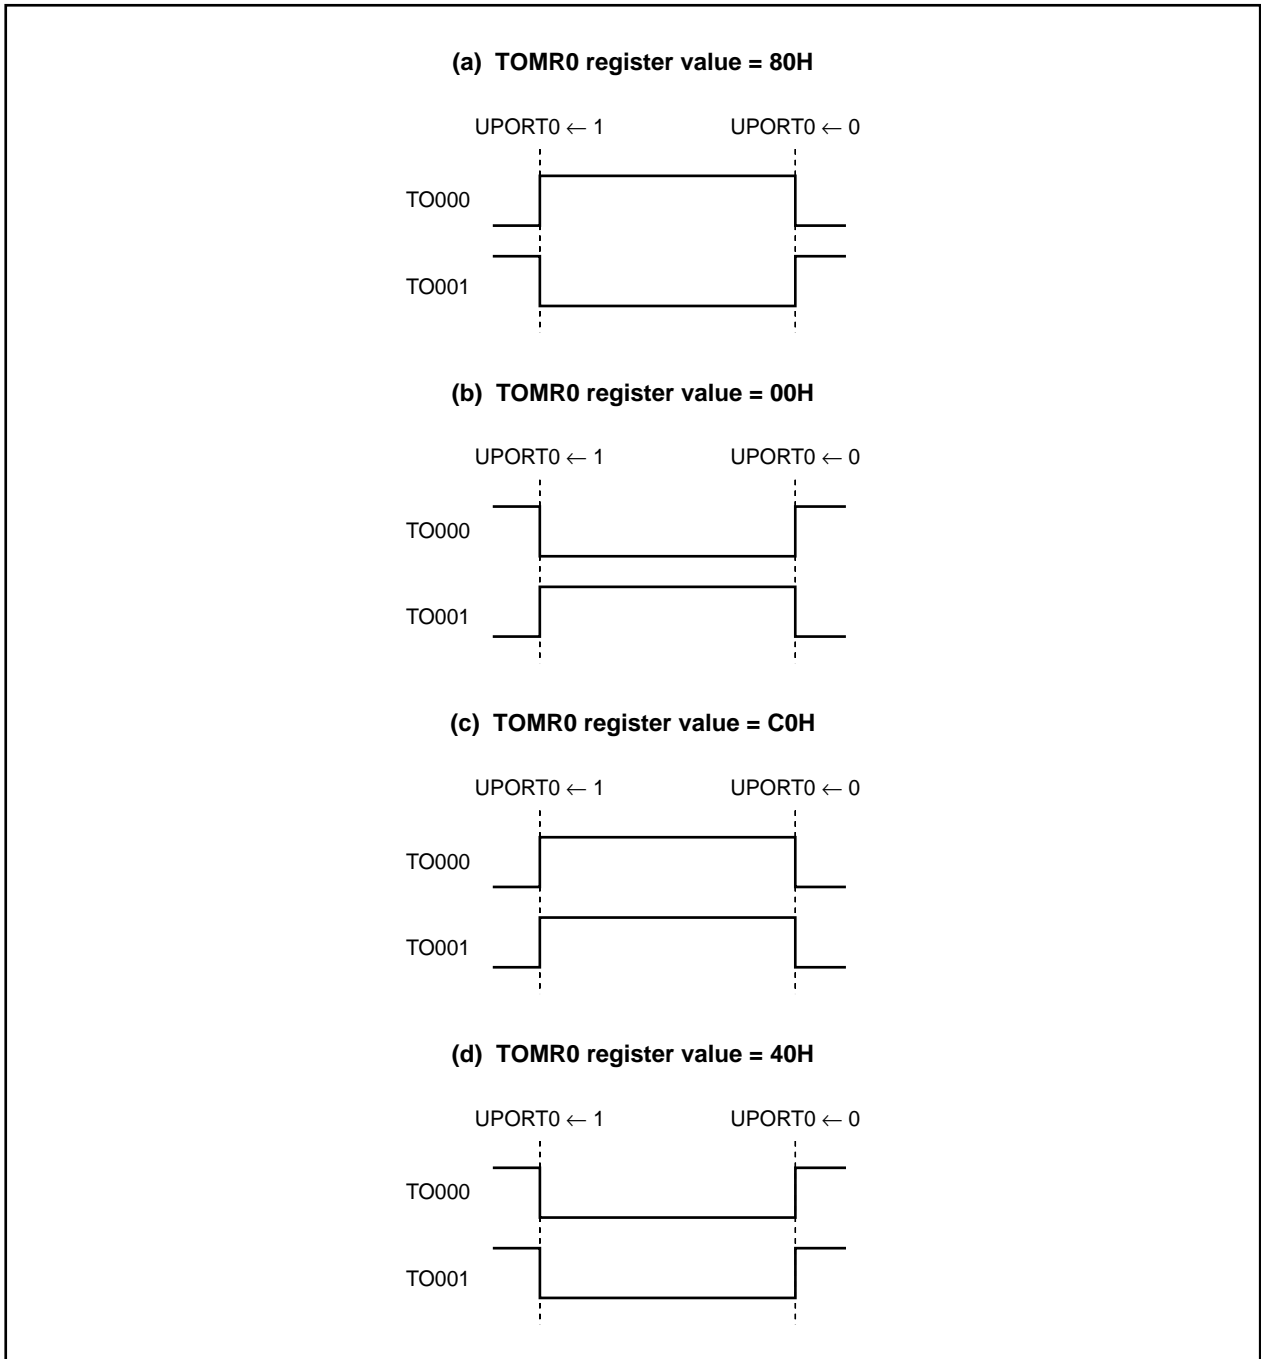 (a) TOMR0 register value = 80H
UPORT0 ← 1 UPORT0 ← 0
TO000
TO001
(b) TOMR0 register value = 00H
UPORT0 ← 1 UPORT0 ← 0
TO000
TO001
(c) TOMR0 register value = C0H
UPORT0 ← 1 UPORT0 ← 0
TO000
TO001
(d) TOMR0 register value = 40H
UPORT0 ← 1 UPORT0 ← 0
TO000
TO001